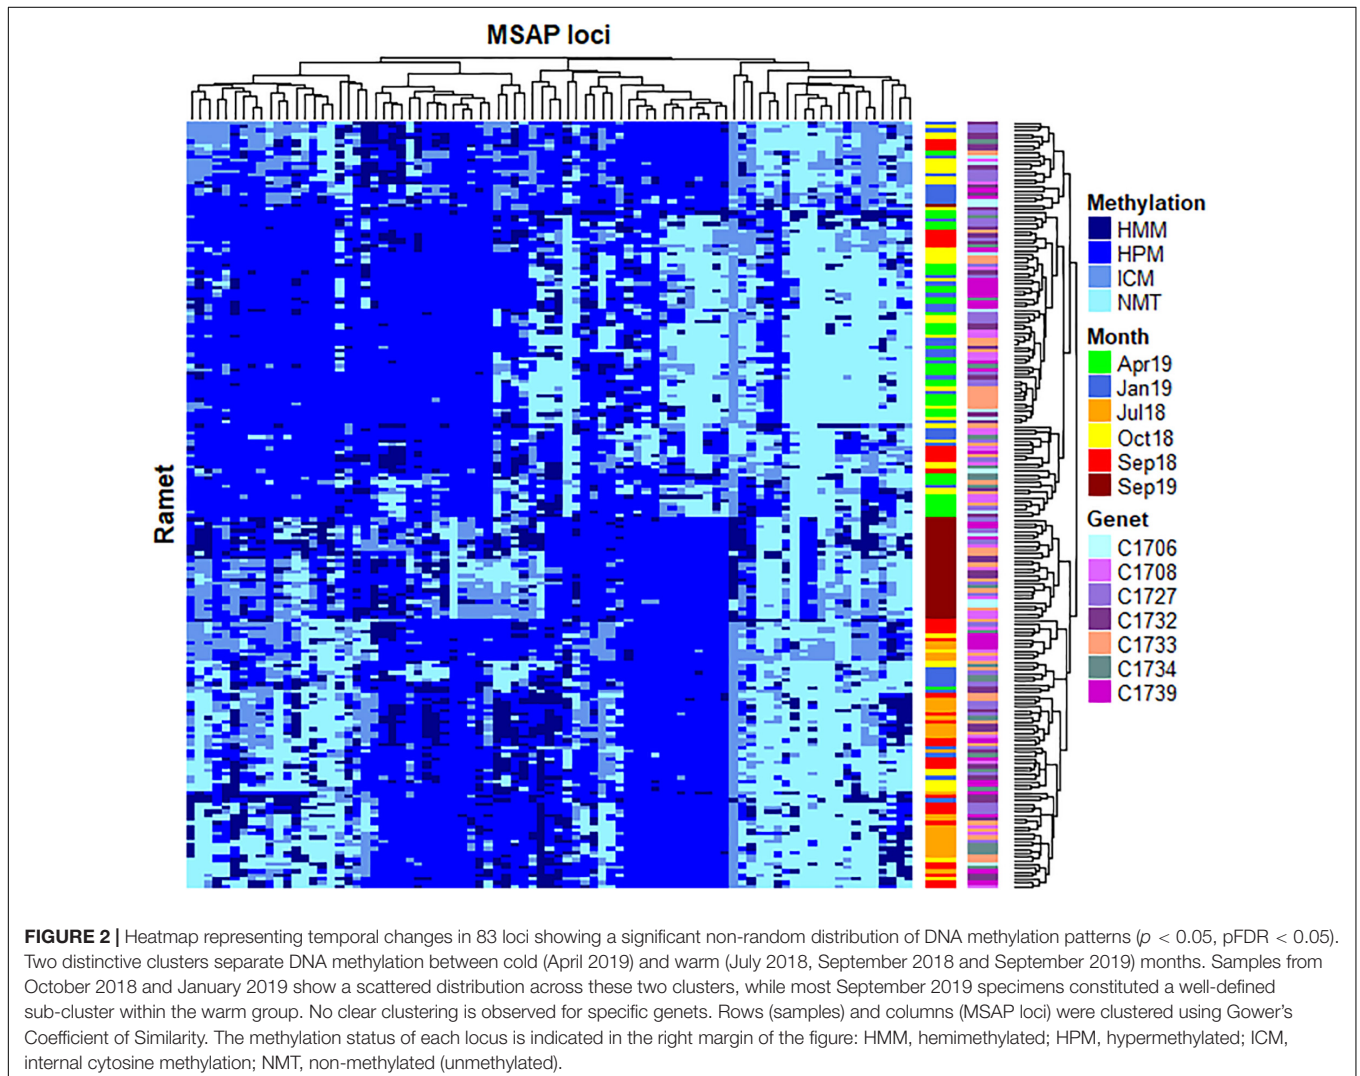 MSAP loci
Ramet
Methylation
HMM
HPM
ICM
NMT
Month
Apr19
Jan19
Jul18
Oct18
Sep18
Sep19
Genet
C1706
C1708
C1727
C1732
C1733
C1734
C1739
FIGURE 2 | Heatmap representing temporal changes in 83 loci showing a significant non-random distribution of DNA methylation patterns (p < 0.05, pFDR < 0.05).
Two distinctive clusters separate DNA methylation between cold (April 2019) and warm (July 2018, September 2018 and September 2019) months. Samples from
October 2018 and January 2019 show a scattered distribution across these two clusters, while most September 2019 specimens constituted a well-defined
sub-cluster within the warm group. No clear clustering is observed for specific genets. Rows (samples) and columns (MSAP loci) were clustered using Gower's
Coefficient of Similarity. The methylation status of each locus is indicated in the right margin of the figure: HMM, hemimethylated; HPM, hypermethylated; ICM,
internal cytosine methylation; NMT, non-methylated (unmethylated).